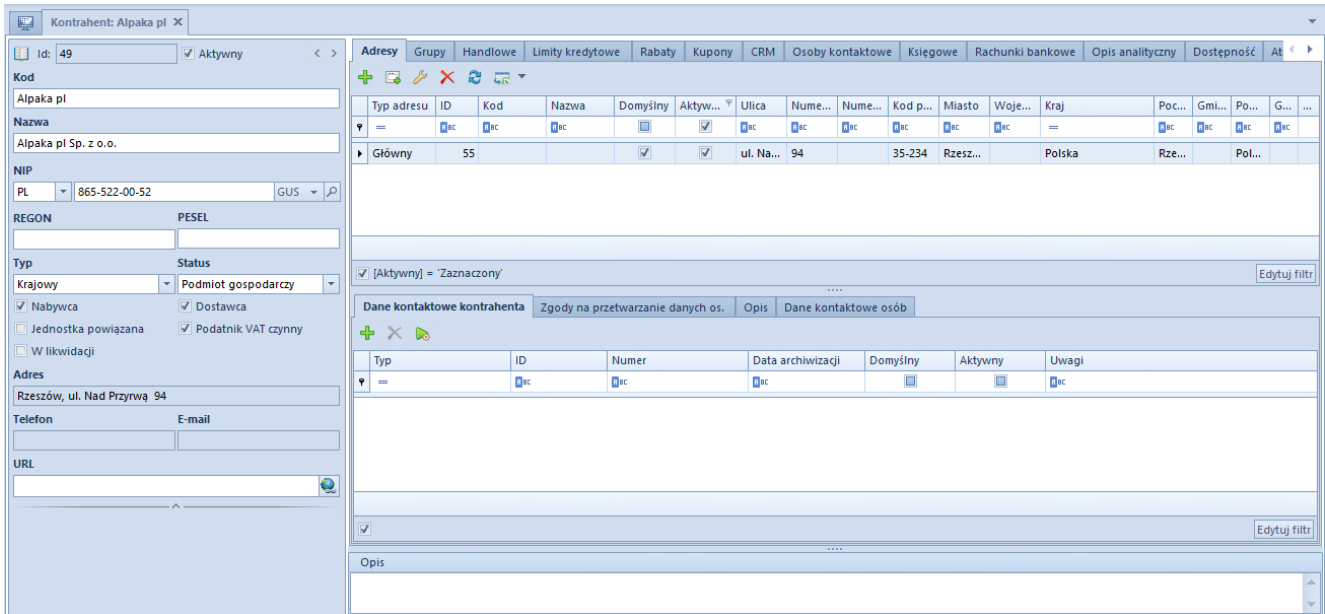 Kontrahent: Alpaka pl
Id: 49 Aktywny
Kod
Alpaka pl
Nazwa
Alpaka pl Sp. z o.o.
NIP
PL 865-522-00-52 GUS
REGON PESEL
Typ Status
Krajowy Podmiot gospodarczy
Nabywca Dostawca
Jednostka powiązana Podatnik VAT czynny
W likwidacji
Adres
Rzeszów, ul. Nad Przyrwą 94
Telefon E-mail
URL
Adresy Grupy Handlowe Limity kredytowe Rabaty Kupony CRM Osoby kontaktowe Księgowe Rachunki bankowe Opis analityczny Dostępność At
Typ adresu ID Kod Nazwa Domyślny Aktyw... Ulica Nume... Nume... Kod p... Miasto Woje... Kraj Poc... Gmi... Po... G... ...
Główny 55 ul. Na... 94 35-234 Rzesz... Polska Rze... Pol...
[Aktywny] = 'Zaznaczony' Edytuj filtr
Dane kontaktowe kontrahenta Zgody na przetwarzanie danych os. Opis Dane kontaktowe osób
Typ ID Numer Data archiwizacji Domyślny Aktywny Uwagi
Edytuj filtr
Opis